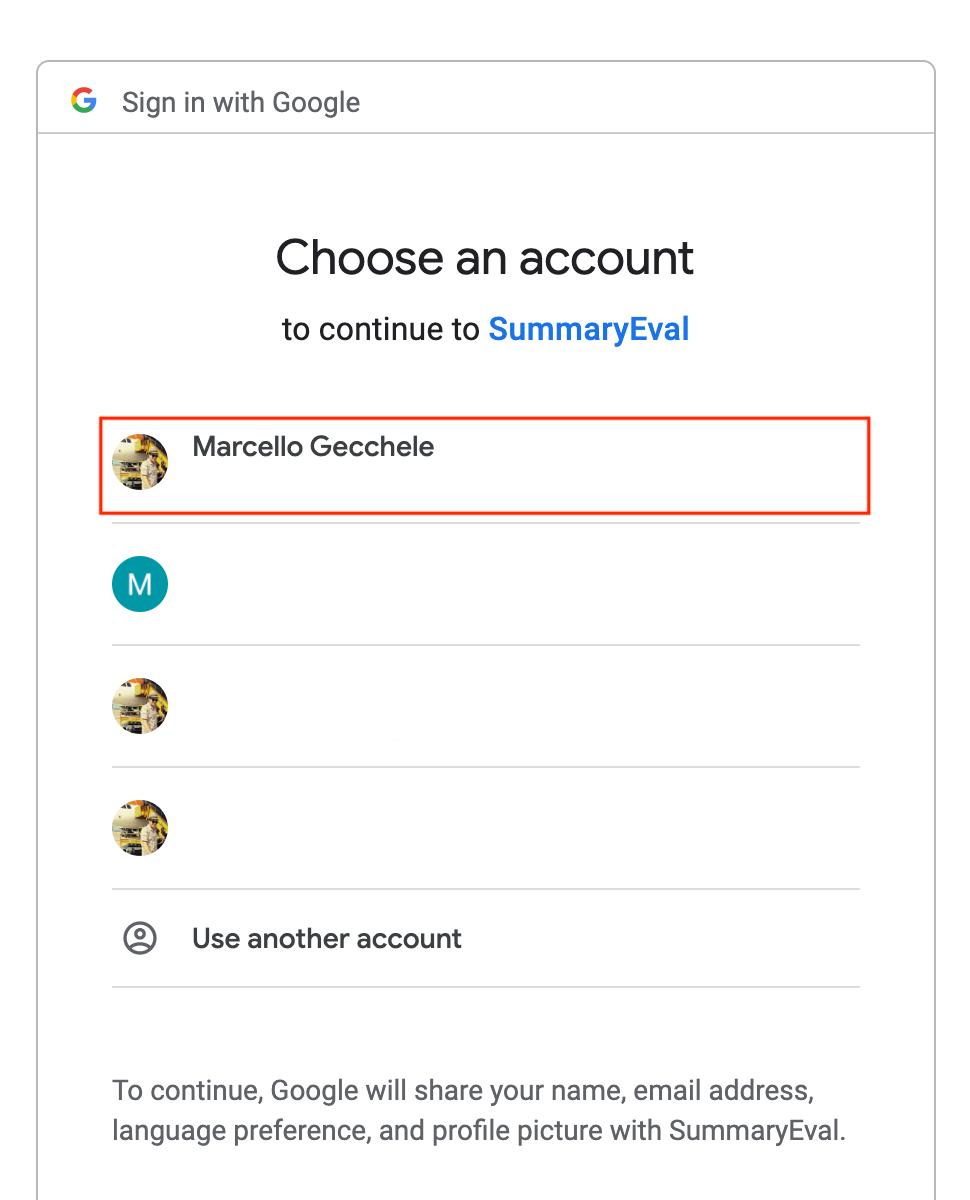 Sign in with Google
Choose an account
to continue to SummaryEval
Marcello Gecchele
M
Use another account
To continue, Google will share your name, email address,
language preference, and profile picture with SummaryEval.